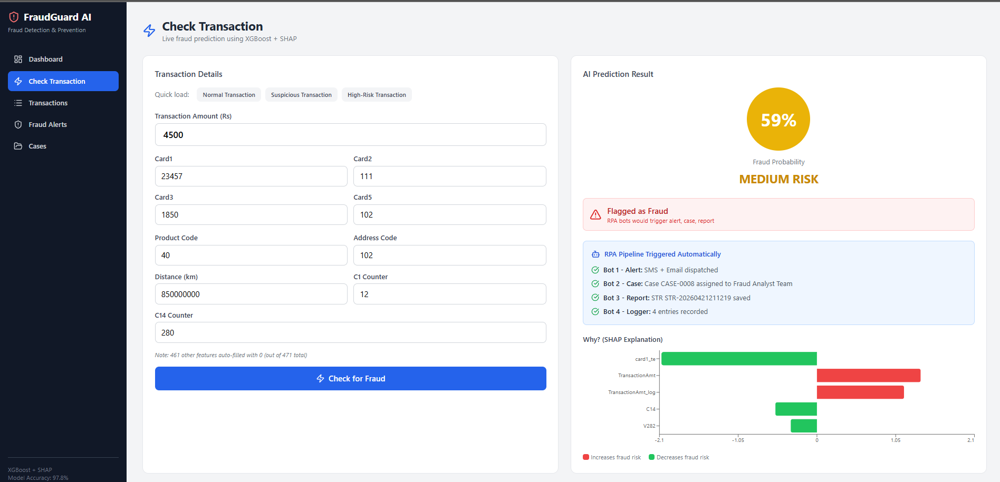 FraudGuard AI
Fraud Detection & Prevention
Dashboard
Check Transaction
Transactions
Fraud Alerts
Cases
XGBoost + SHAP
Model Accuracy: 97.8%
Check Transaction
Live fraud prediction using XGBoost + SHAP
Transaction Details
Quick load: Normal Transaction Suspicious Transaction High-Risk Transaction
Transaction Amount (Rs)
4500
Card1 Card2
23457 111
Card3 Card5
1850 102
Product Code Address Code
40 102
Distance (km) C1 Counter
850000000 12
C14 Counter
280
Note: 461 other features auto-filled with 0 (out of 471 total)
Check for Fraud
AI Prediction Result
59%
Fraud Probability
MEDIUM RISK
Flagged as Fraud
RPA bots would trigger alert, case, report
RPA Pipeline Triggered Automatically
Bot 1 - Alert: SMS + Email dispatched
Bot 2 - Case: Case CASE-0008 assigned to Fraud Analyst Team
Bot 3 - Report: STR STR-20260421211219 saved
Bot 4 - Logger: 4 entries recorded
Why? (SHAP Explanation)
card1_te
TransactionAmt
TransactionAmt_log
C14
V282
-2.1 -1.05 0 1.05 2.1
Increases fraud risk Decreases fraud risk